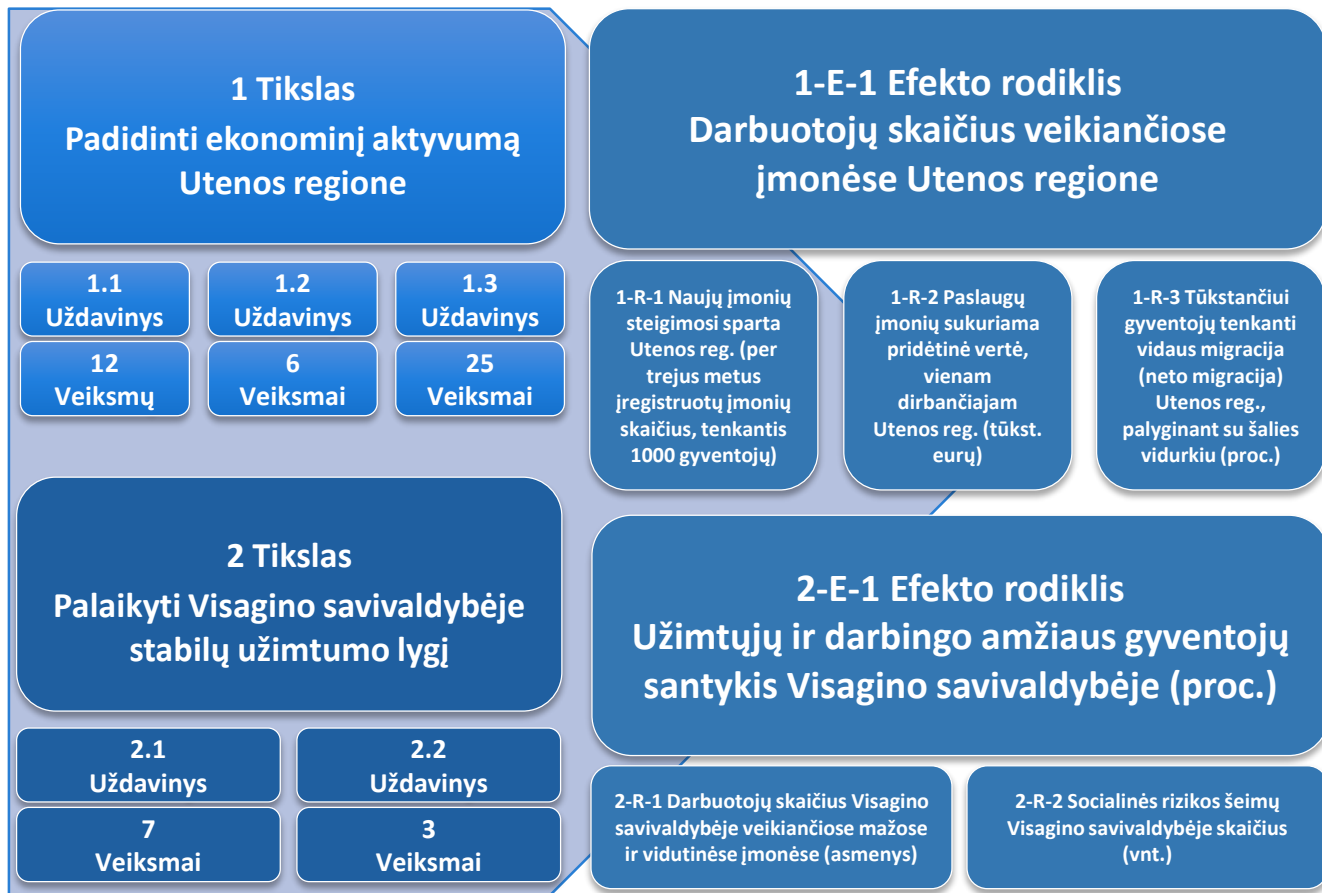 1 Tikslas
Padidinti ekonominį aktyvumą
Utenos regione
1-E-1 Efekto rodiklis
Darbuotojų skaičius veikiančiose
įmonėse Utenos regione
1.1
Uždavinys
1.2
Uždavinys
1.3
Uždavinys
12
Veiksmų
6
Veiksmai
25
Veiksmai
1-R-1 Naujų įmonių
steigimosi sparta
Utenos reg. (per
trejus metus
įregistruotų įmonių
skaičius, tenkantis
1000 gyventojų)
1-R-2 Paslaugų
įmonių sukuriama
pridėtinė vertė,
vienam
dirbančiajam
Utenos reg. (tūkst.
eurų)
1-R-3 Tūkstančiui
gyventojų tenkanti
vidaus migracija
(neto migracija)
Utenos reg.,
palyginant su šalies
vidurkiu (proc.)
2 Tikslas
Palaikyti Visagino savivaldybėje
stabilų užimtumo lygį
2-E-1 Efekto rodiklis
Užimtųjų ir darbingo amžiaus gyventojų
santykis Visagino savivaldybėje (proc.)
2.1
Uždavinys
2.2
Uždavinys
7
Veiksmai
3
Veiksmai
2-R-1 Darbuotojų skaičius Visagino
savivaldybėje veikiančiose mažose
ir vidutinėse įmonėse (asmenys)
2-R-2 Socialinės rizikos šeimų
Visagino savivaldybėje skaičius
(vnt.)